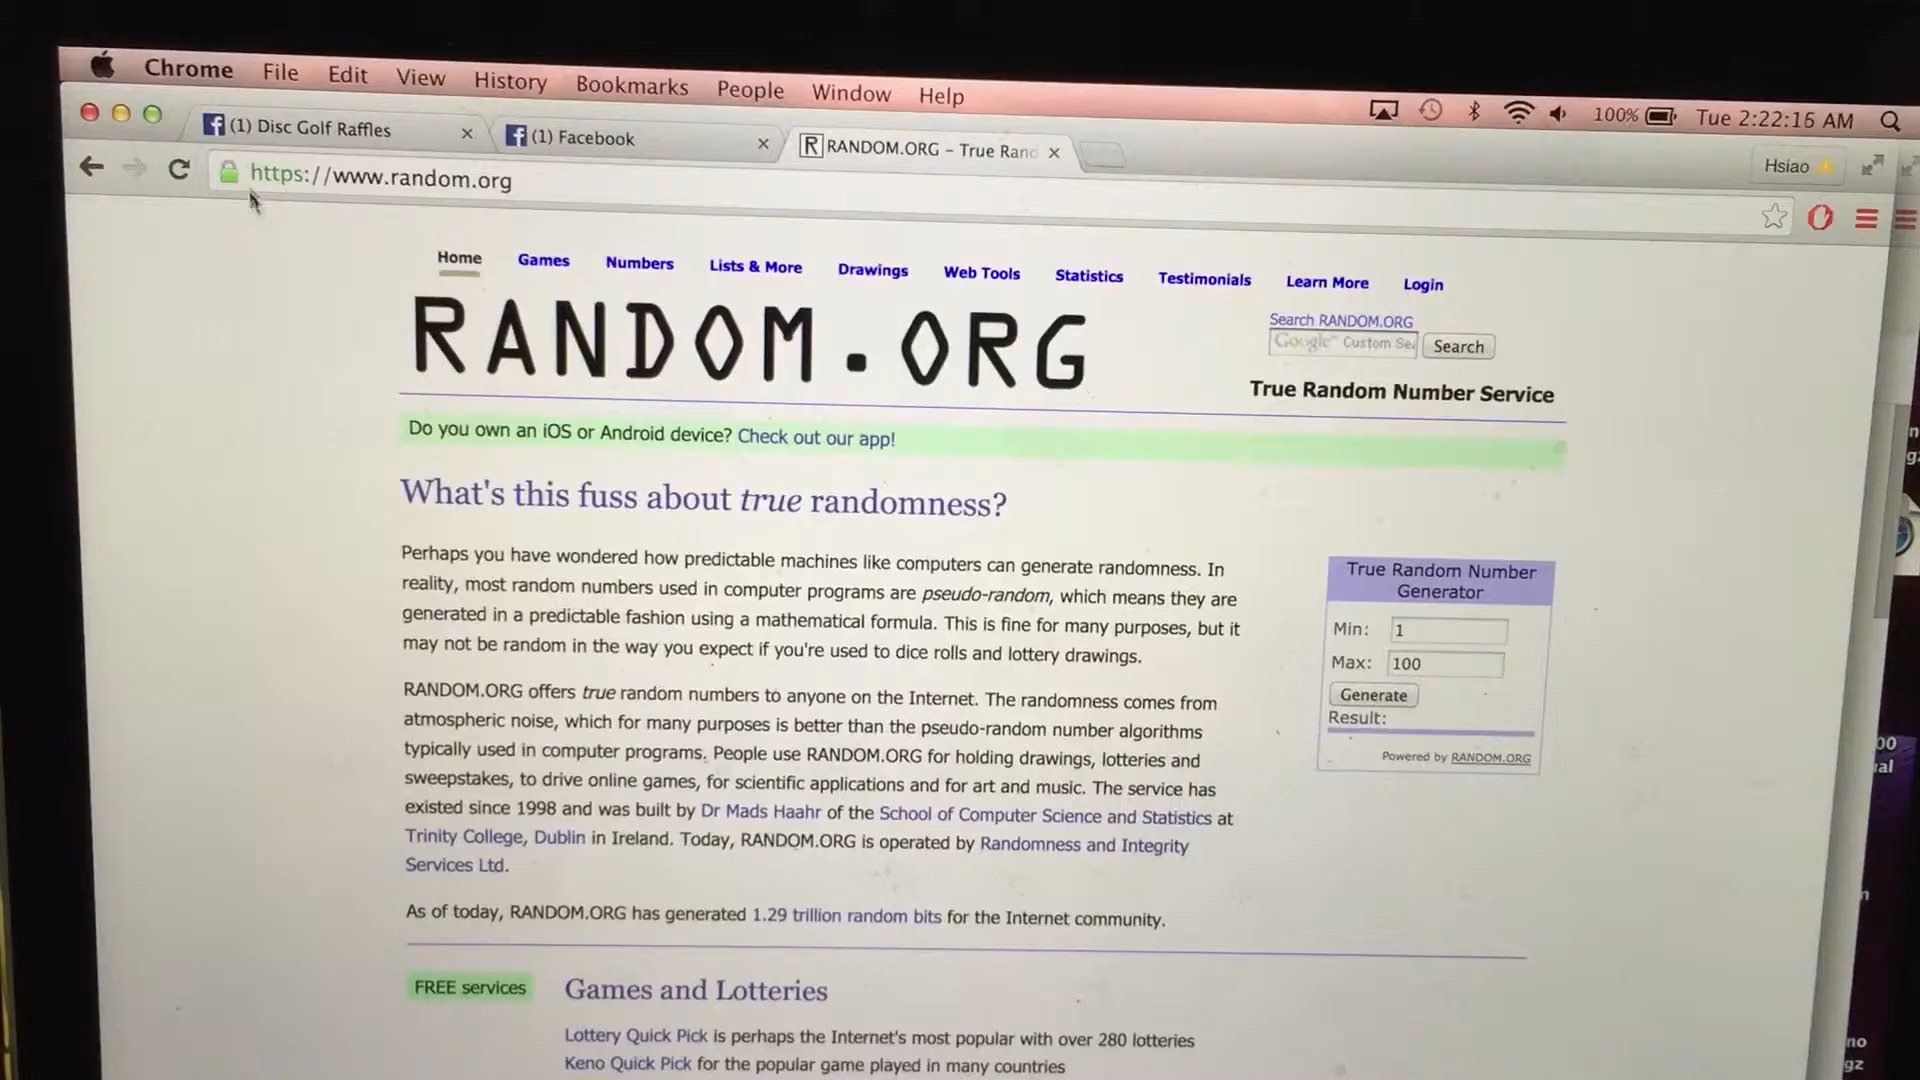 Chrome File Edit View History Bookmarks People Window Help 100% Tue 2:22:16 AM
(1) Disc Golf Raffles (1) Facebook RANDOM.ORG - True Rand Hsiao
https://www.random.org
Home Games Numbers Lists & More Drawings Web Tools Statistics Testimonials Learn More Login
RANDOM.ORG
Search RANDOM.ORG
Google™ Custom Sea Search
True Random Number Service
Do you own an iOS or Android device? Check out our app!
What's this fuss about true randomness?
Perhaps you have wondered how predictable machines like computers can generate randomness. In
reality, most random numbers used in computer programs are pseudo-random, which means they are
generated in a predictable fashion using a mathematical formula. This is fine for many purposes, but it
may not be random in the way you expect if you're used to dice rolls and lottery drawings.
RANDOM.ORG offers true random numbers to anyone on the Internet. The randomness comes from
atmospheric noise, which for many purposes is better than the pseudo-random number algorithms
typically used in computer programs. People use RANDOM.ORG for holding drawings, lotteries and
sweepstakes, to drive online games, for scientific applications and for art and music. The service has
existed since 1998 and was built by Dr Mads Haahr of the School of Computer Science and Statistics at
Trinity College, Dublin in Ireland. Today, RANDOM.ORG is operated by Randomness and Integrity
Services Ltd.
As of today, RANDOM.ORG has generated 1.29 trillion random bits for the Internet community.
True Random Number
Generator
Min: 1
Max: 100
Generate
Result:
Powered by RANDOM.ORG
FREE services
Games and Lotteries
Lottery Quick Pick is perhaps the Internet's most popular with over 280 lotteries
Keno Quick Pick for the popular game played in many countries